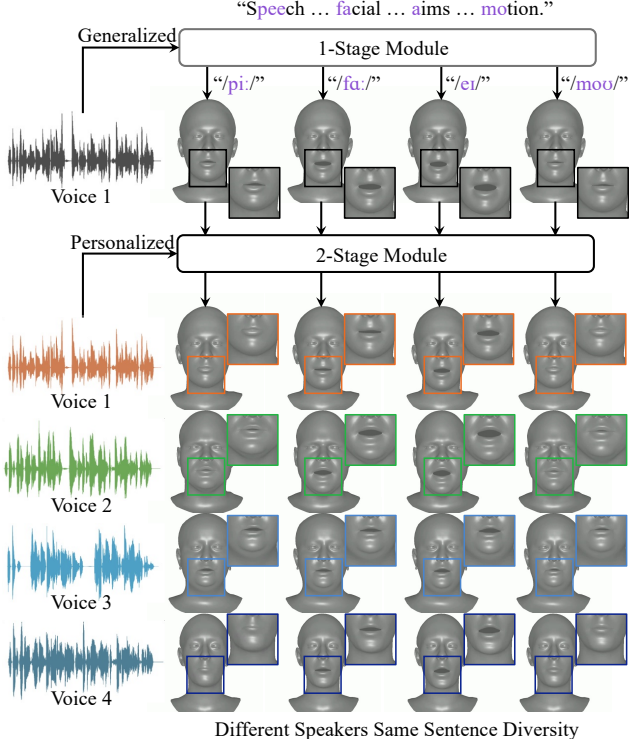 “Speech … facial … aims … motion.”
Generalized
1-Stage Module
“/piː/” “/fɑː/” “/eɪ/” “/moʊ/”
Voice 1
Personalized
2-Stage Module
Voice 1
Voice 2
Voice 3
Voice 4
Different Speakers Same Sentence Diversity